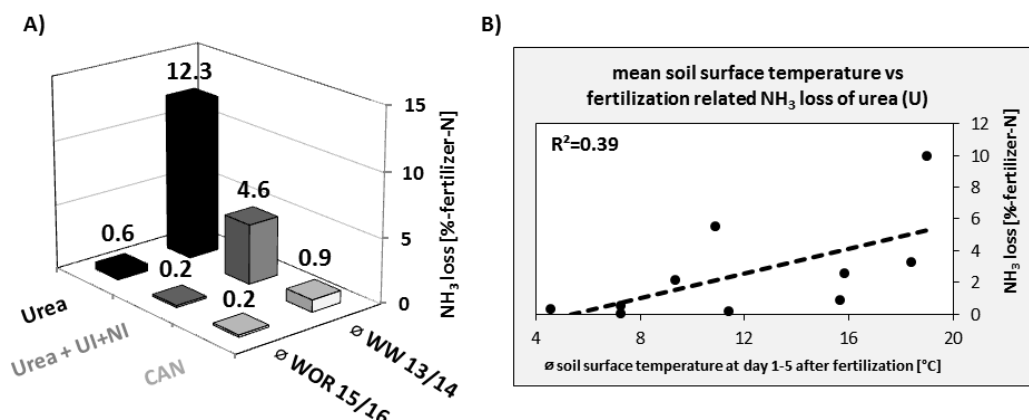 A)
12.3
4.6
0.9
0.6
0.2
0.2
15
10
5
0
NH₃ loss [%-fertilizer-N]
Urea
Urea + UI+NI
CAN
ø WOR 15/16
ø WW 13/14
B)
mean soil surface temperature vs
fertilization related NH₃ loss of urea (U)
R²=0.39
12
10
8
6
4
2
0
NH₃ loss [%-fertilizer-N]
4 8 12 16 20
ø soil surface temperature at day 1-5 after fertilization [°C]